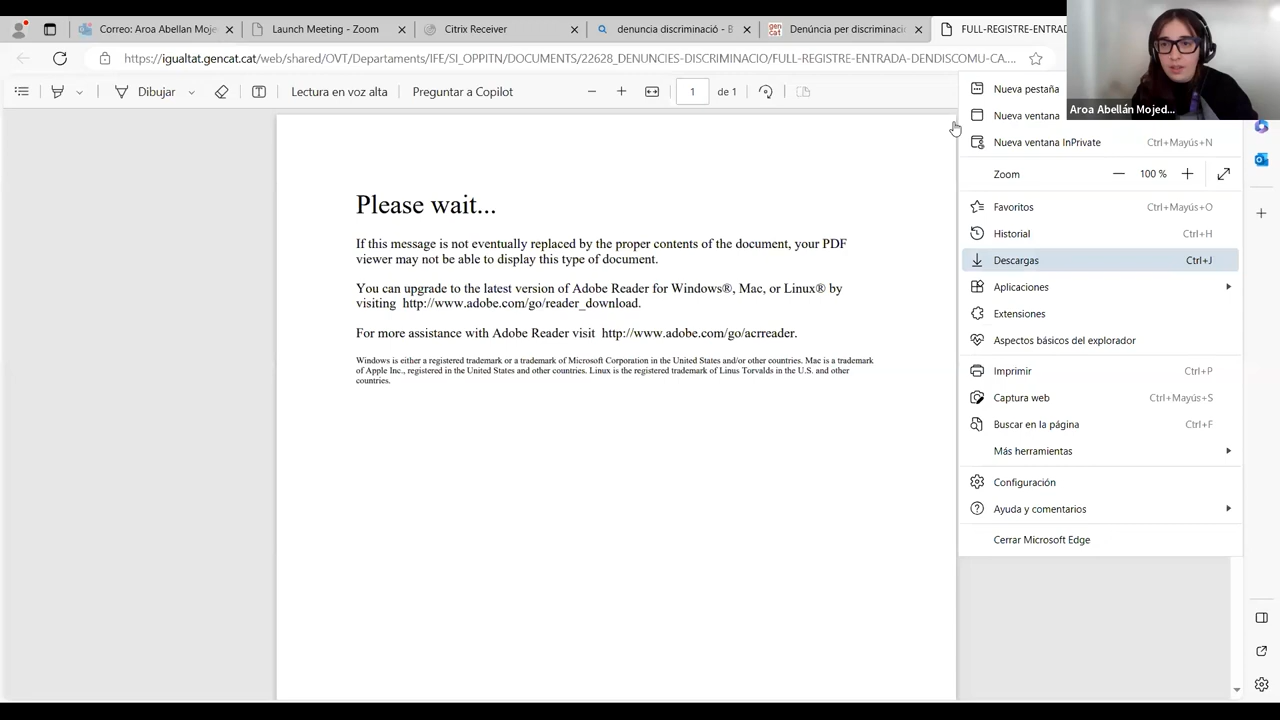 Correo: Aroa Abellan Moje
Launch Meeting - Zoom
Citrix Receiver
denuncia discriminació - B
gen
cat
Denúncia per discriminaci
FULL-REGISTRE-ENTRAD
https://igualtat.gencat.cat/web/shared/OVT/Departaments/IFE/SI_OPPITN/DOCUMENTS/22628_DENUNCIES-DISCRIMINACIO/FULL-REGISTRE-ENTRADA-DENDISCOMU-CA....
Dibujar
Lectura en voz alta
Preguntar a Copilot
1
de 1
Aroa Abellán Mojed...
Nueva pestaña
Nueva ventana
Nueva ventana InPrivate Ctrl+Mayús+N
Zoom 100 %
Favoritos Ctrl+Mayús+O
Historial Ctrl+H
Descargas Ctrl+J
Aplicaciones
Extensiones
Aspectos básicos del explorador
Imprimir Ctrl+P
Captura web Ctrl+Mayús+S
Buscar en la página Ctrl+F
Más herramientas
Configuración
Ayuda y comentarios
Cerrar Microsoft Edge
Please wait...
If this message is not eventually replaced by the proper contents of the document, your PDF
viewer may not be able to display this type of document.
You can upgrade to the latest version of Adobe Reader for Windows®, Mac, or Linux® by
visiting http://www.adobe.com/go/reader_download.
For more assistance with Adobe Reader visit http://www.adobe.com/go/acrreader.
Windows is either a registered trademark or a trademark of Microsoft Corporation in the United States and/or other countries. Mac is a trademark
of Apple Inc., registered in the United States and other countries. Linux is the registered trademark of Linus Torvalds in the U.S. and other
countries.